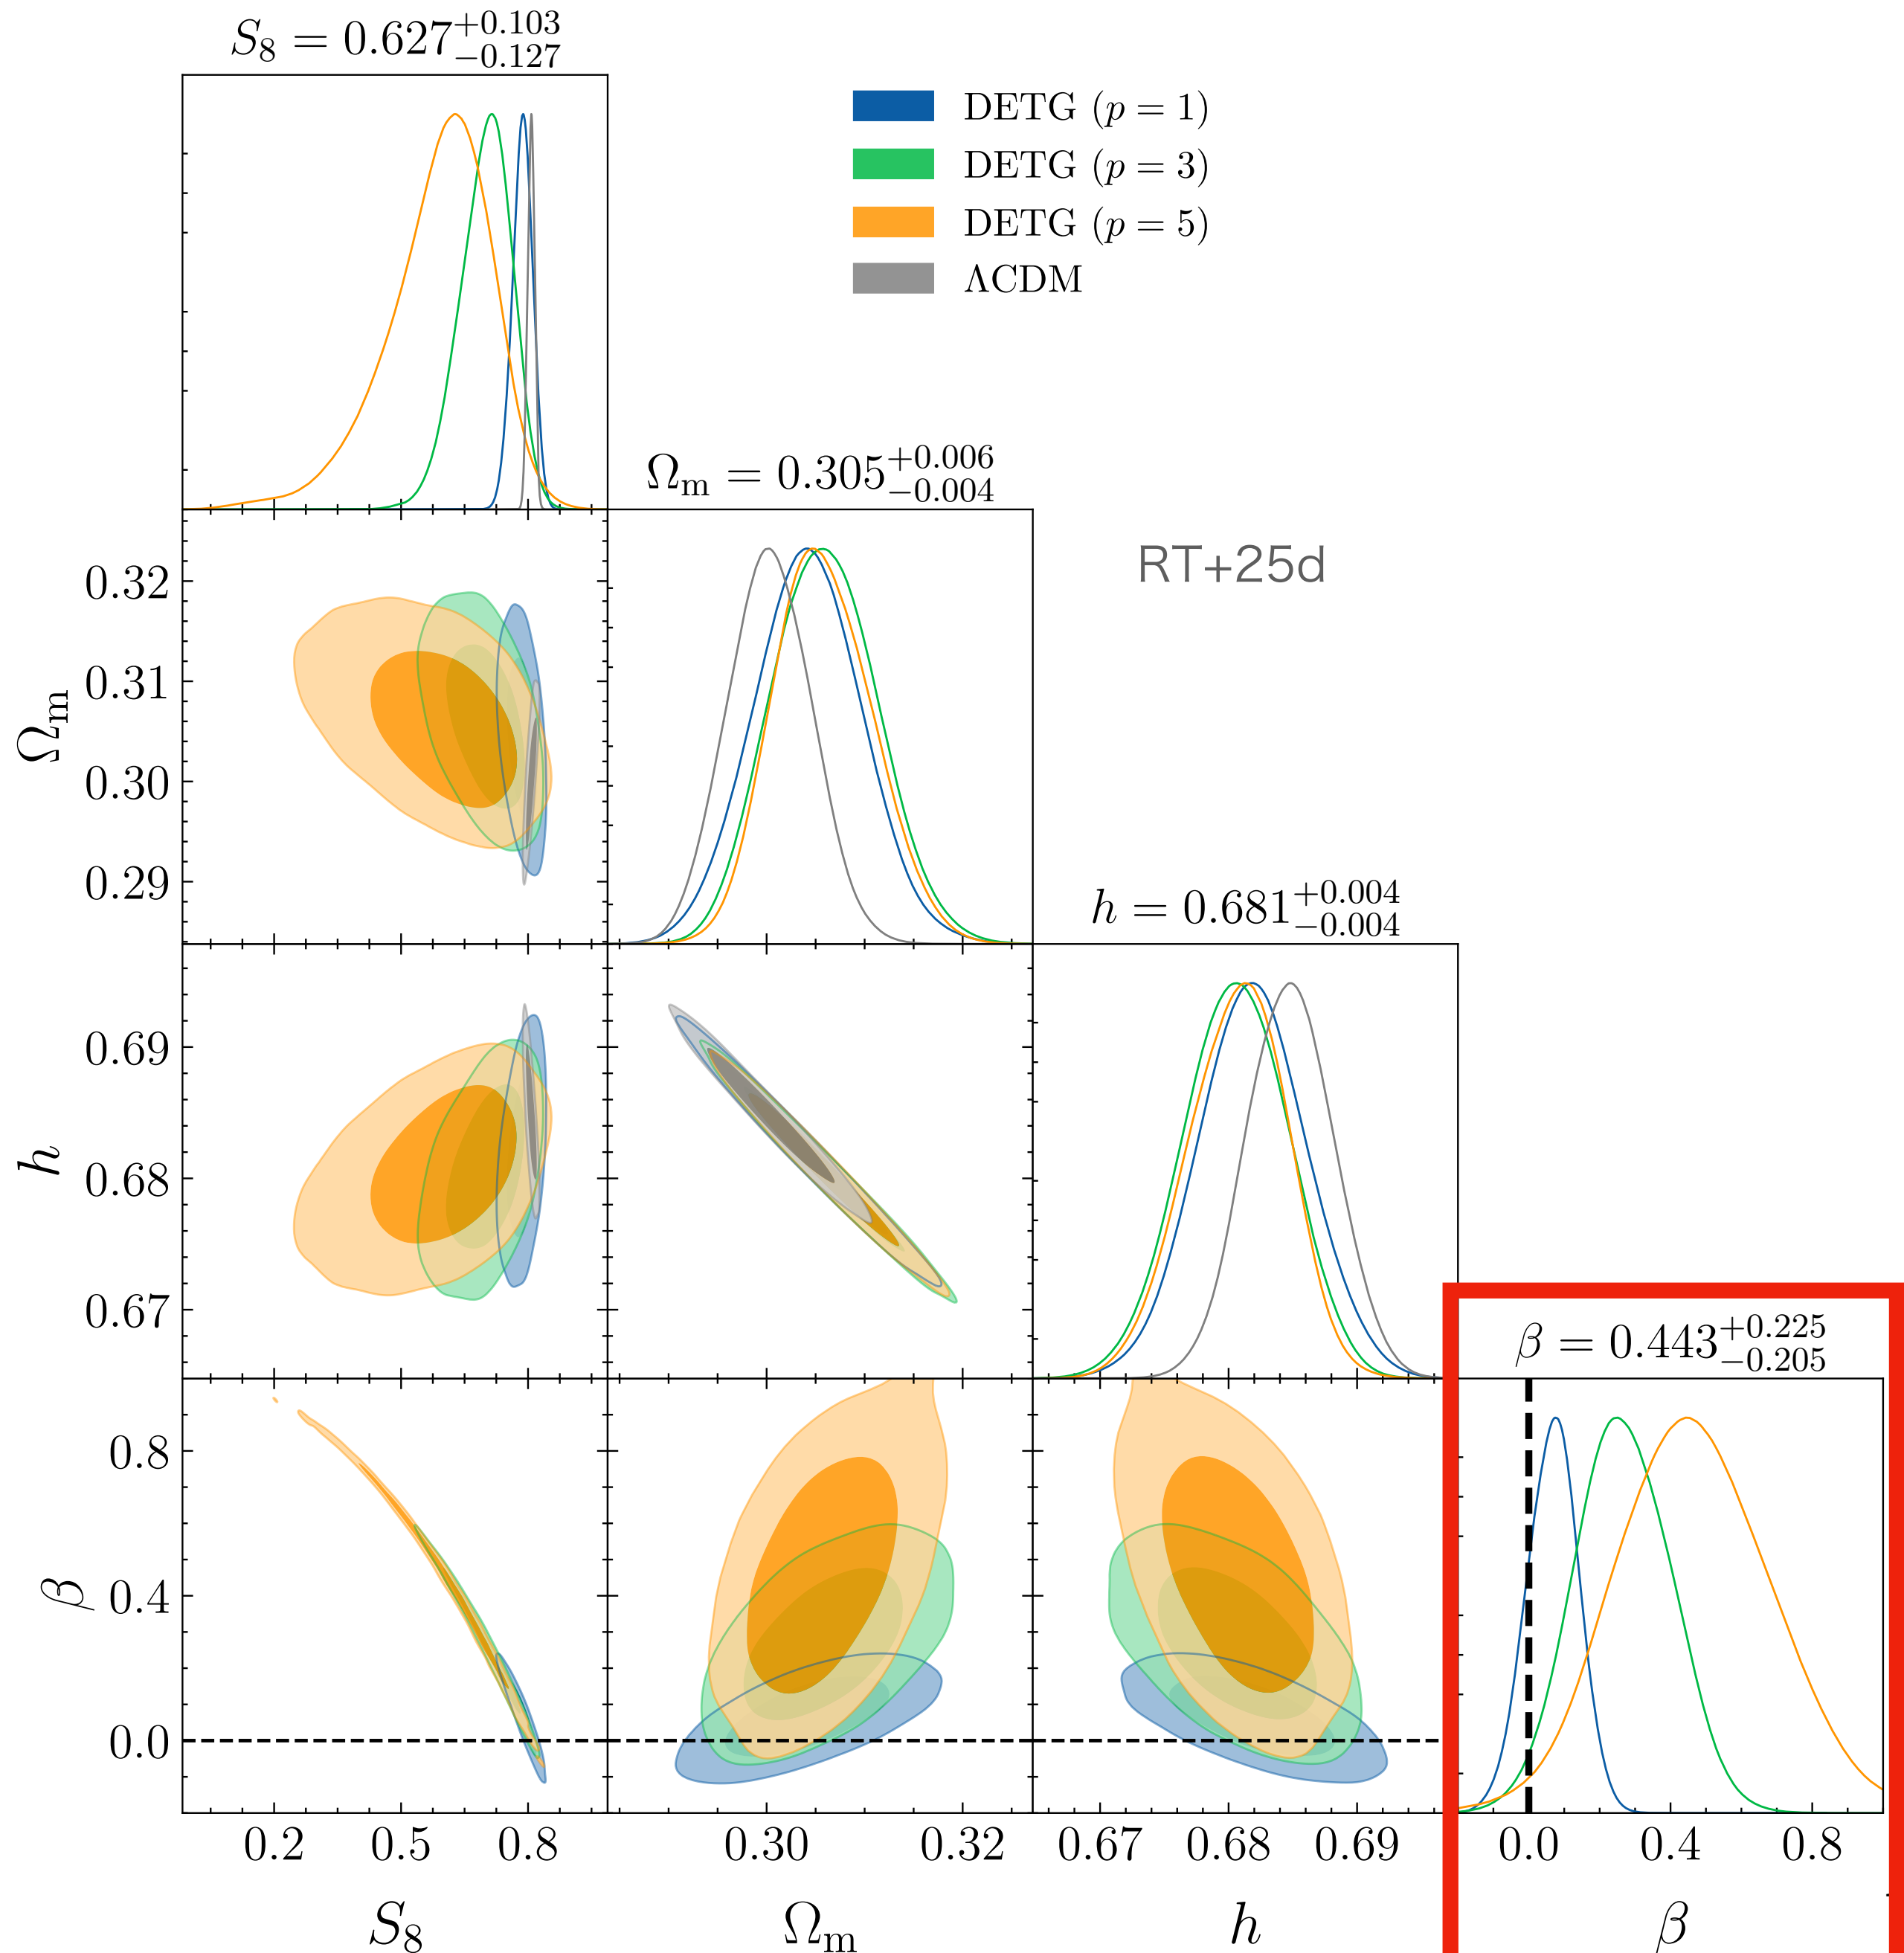 S₈ = 0.627^{+0.103}_{-0.127}
DETG (p = 1)
DETG (p = 3)
DETG (p = 5)
ΛCDM
Ωₘ = 0.305^{+0.006}_{-0.004}
RT+25d
0.32
0.31
0.30
0.29
Ωₘ
h = 0.681^{+0.004}_{-0.004}
0.69
0.68
0.67
h
β = 0.443^{+0.225}_{-0.205}
0.8
0.4
0.0
β
0.2 0.5 0.8 0.30 0.32 0.67 0.68 0.69 0.0 0.4 0.8
S₈ Ωₘ h β